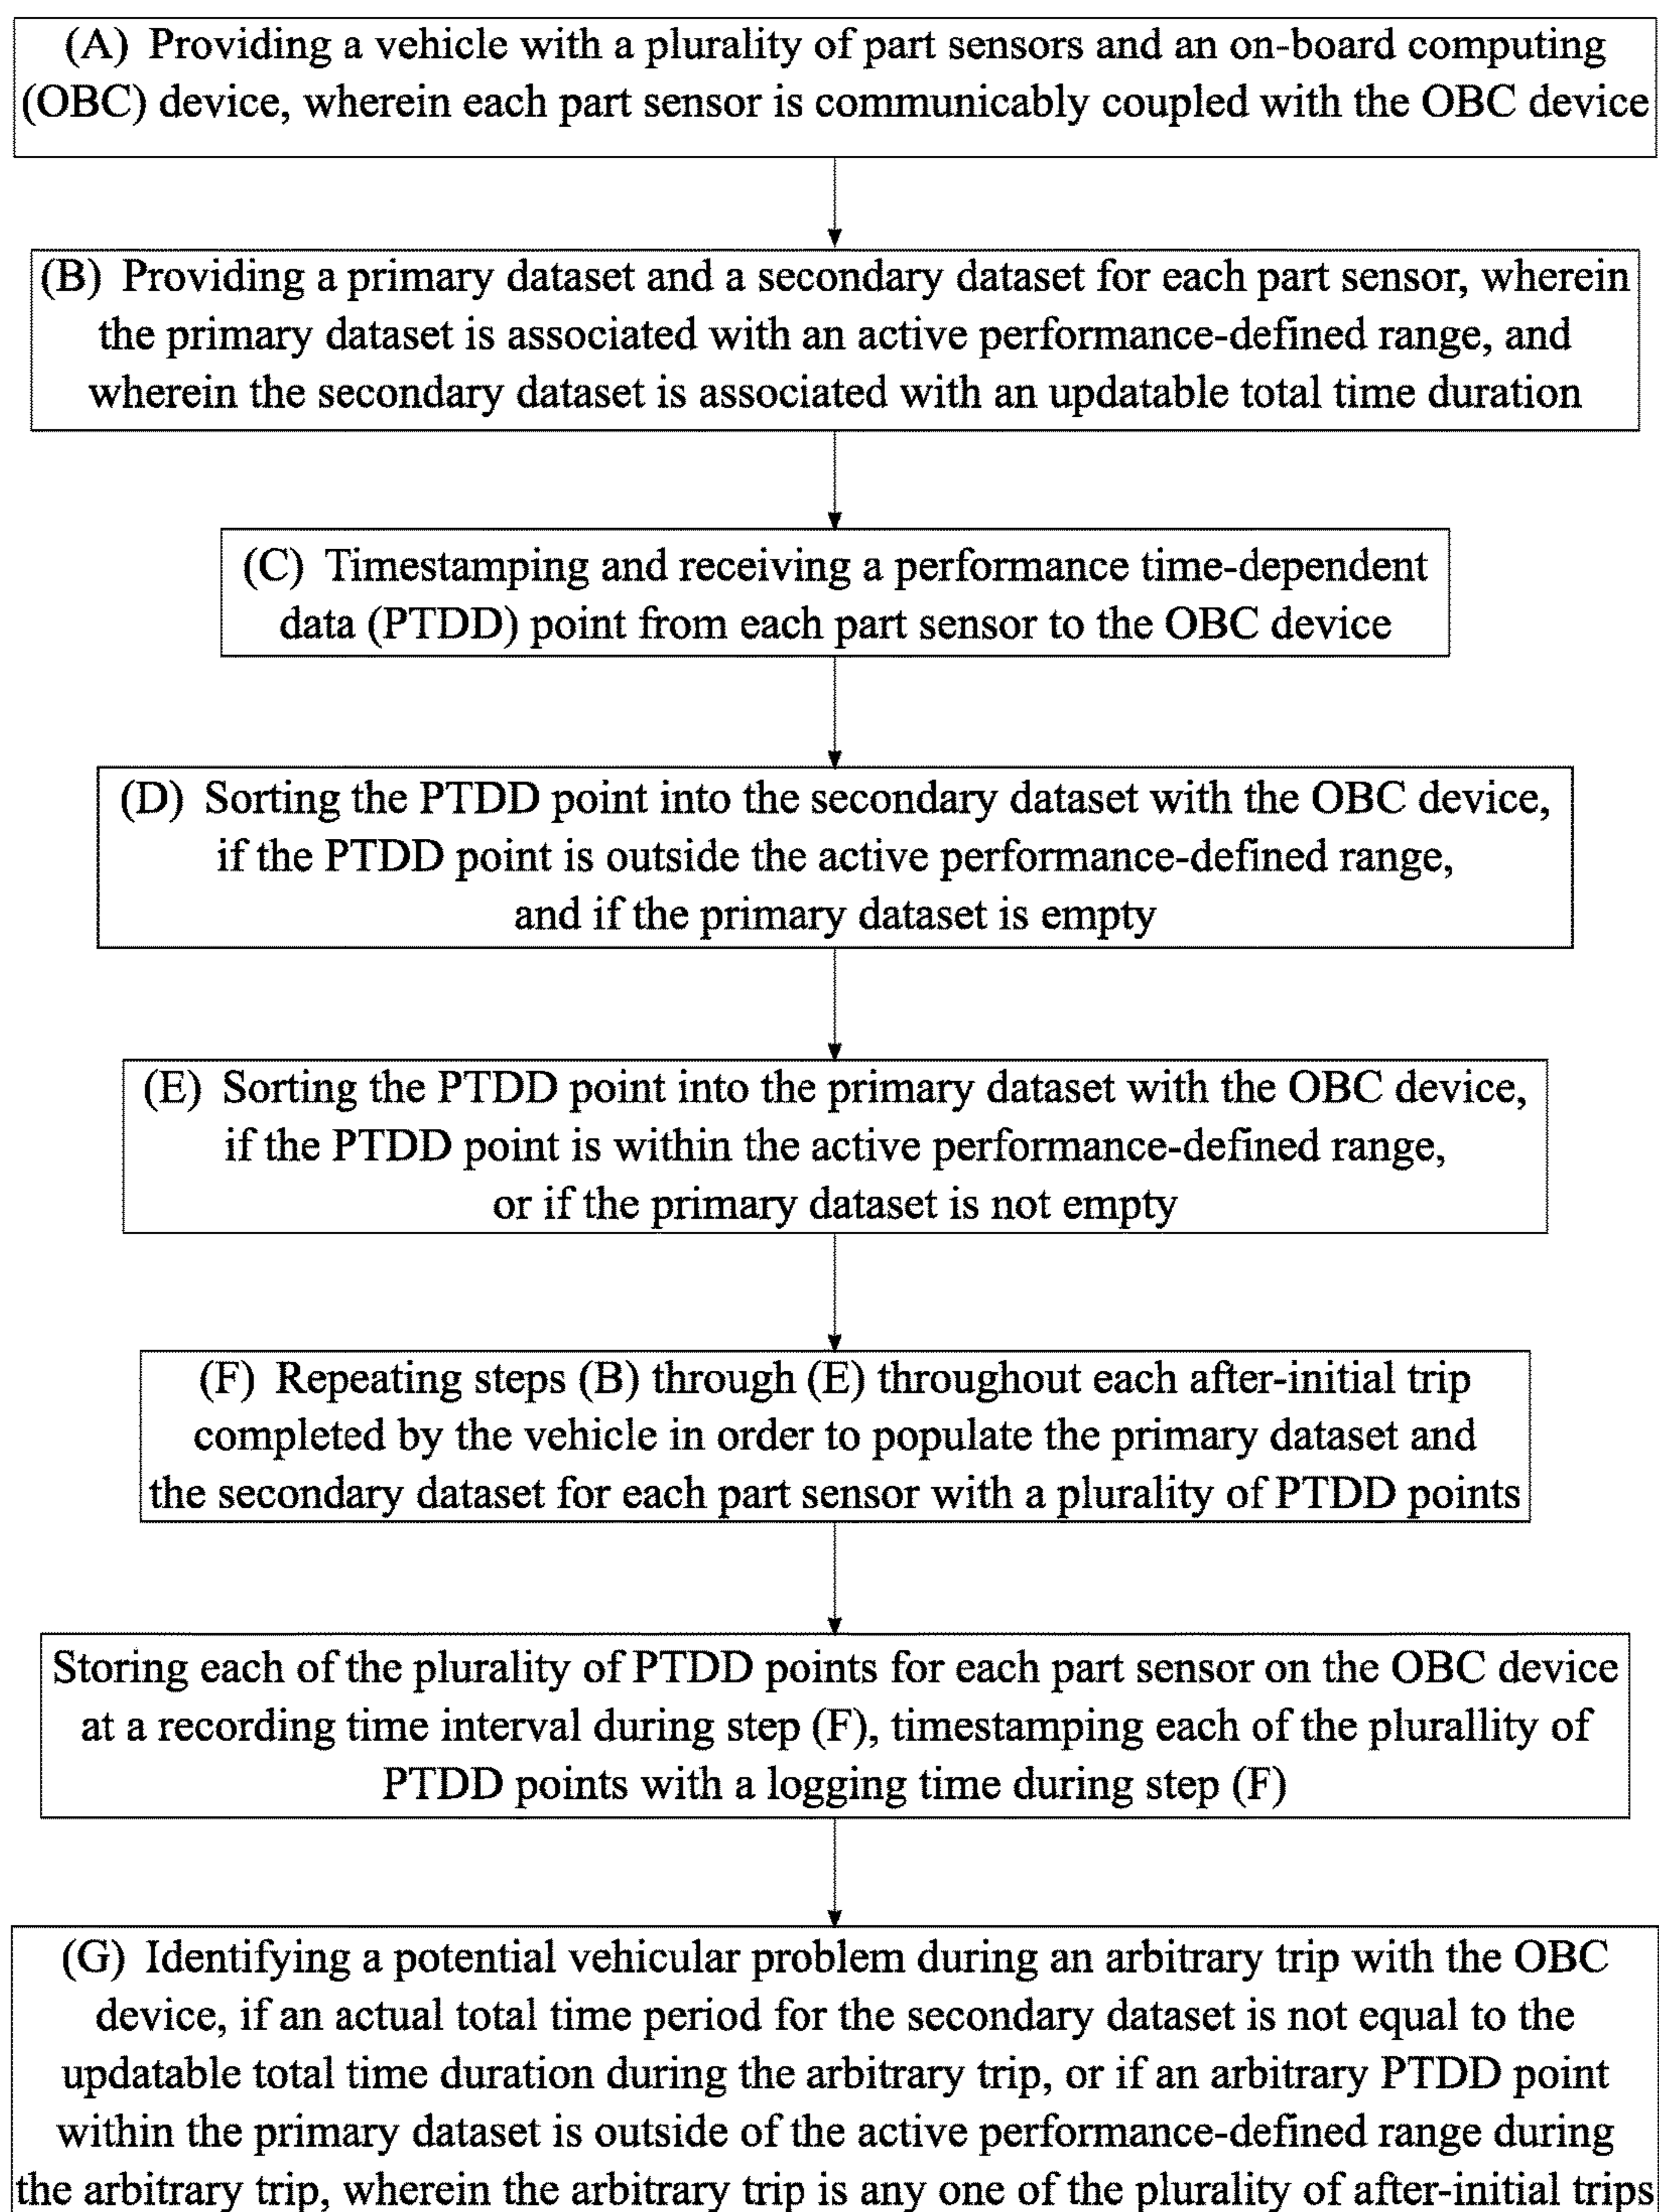 (A) Providing a vehicle with a plurality of part sensors and an on-board computing
(OBC) device, wherein each part sensor is communicably coupled with the OBC device
(B) Providing a primary dataset and a secondary dataset for each part sensor, wherein
the primary dataset is associated with an active performance-defined range, and
wherein the secondary dataset is associated with an updatable total time duration
(C) Timestamping and receiving a performance time-dependent
data (PTDD) point from each part sensor to the OBC device
(D) Sorting the PTDD point into the secondary dataset with the OBC device,
if the PTDD point is outside the active performance-defined range,
and if the primary dataset is empty
(E) Sorting the PTDD point into the primary dataset with the OBC device,
if the PTDD point is within the active performance-defined range,
or if the primary dataset is not empty
(F) Repeating steps (B) through (E) throughout each after-initial trip
completed by the vehicle in order to populate the primary dataset and
the secondary dataset for each part sensor with a plurality of PTDD points
Storing each of the plurality of PTDD points for each part sensor on the OBC device
at a recording time interval during step (F), timestamping each of the plurallity of
PTDD points with a logging time during step (F)
(G) Identifying a potential vehicular problem during an arbitrary trip with the OBC
device, if an actual total time period for the secondary dataset is not equal to the
updatable total time duration during the arbitrary trip, or if an arbitrary PTDD point
within the primary dataset is outside of the active performance-defined range during
the arbitrary trip, wherein the arbitrary trip is any one of the plurality of after-initial trips